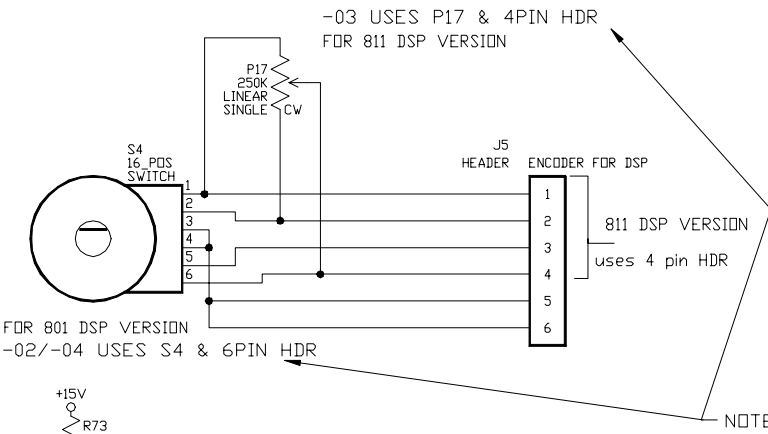 -03 USES P17 & 4PIN HDR
FOR 811 DSP VERSION
P17
250K
LINEAR
SINGLE
CW
S4
16_POS
SWITCH
1
2
3
4
5
6
J5
HEADER
ENCODER FOR DSP
1
2
3
4
5
6
811 DSP VERSION
uses 4 pin HDR
FOR 801 DSP VERSION
-02/-04 USES S4 & 6PIN HDR
+15V
R73
NOTE